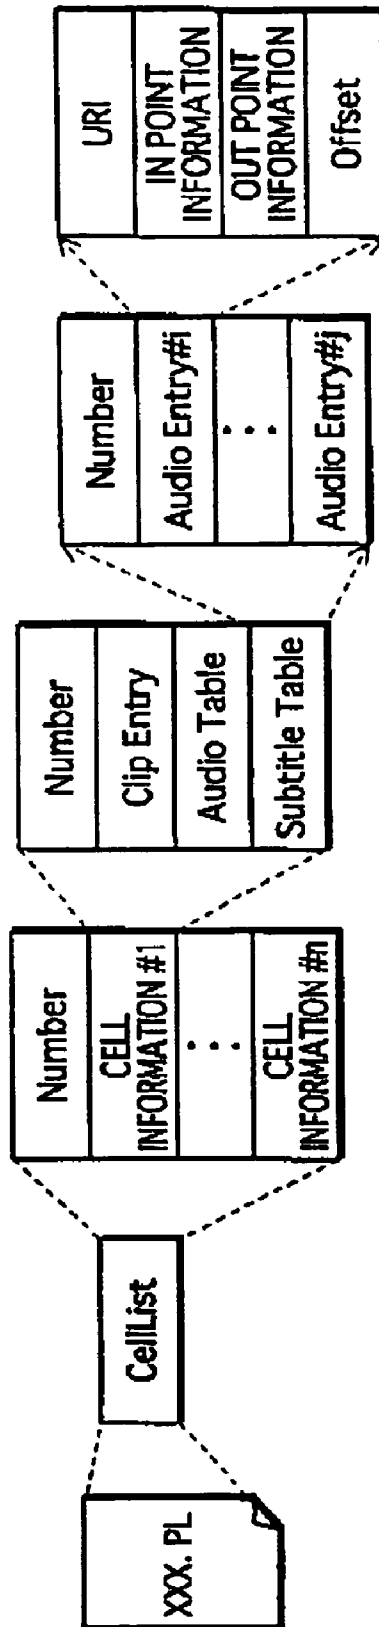 XXX. PL
CellList
Number
CELL
INFORMATION #1
...
CELL
INFORMATION #n
Number
Clip Entry
Audio Table
Subtitle Table
Number
Audio Entry#i
...
Audio Entry#j
URI
IN POINT
INFORMATION
OUT POINT
INFORMATION
Offset